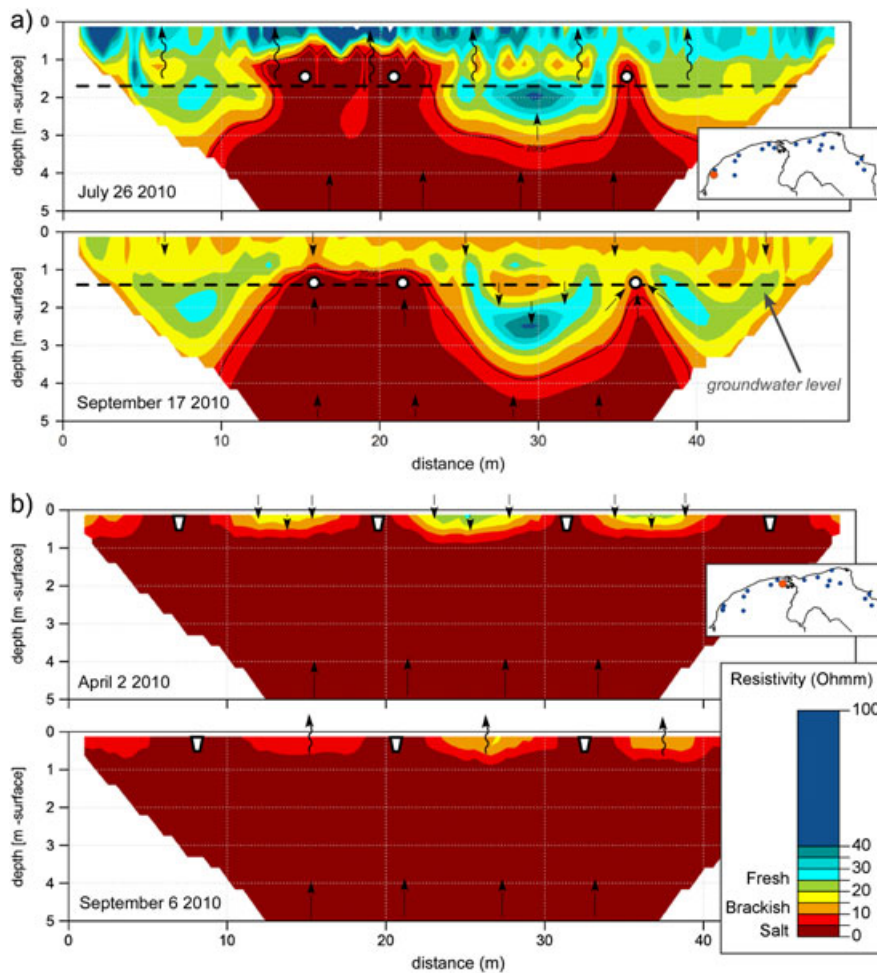 a)
0
1
2
3
4
5
depth [m -surface]
July 26 2010
0
1
2
3
4
5
depth [m -surface]
September 17 2010
groundwater level
0
10
20
30
40
distance (m)
b)
0
1
2
3
4
5
depth [m -surface]
April 2 2010
0
1
2
3
4
5
depth [m -surface]
September 6 2010
0
10
20
30
40
distance (m)
Resistivity (Ohmm)
100
40
Fresh
20
Brackish
10
Salt
0